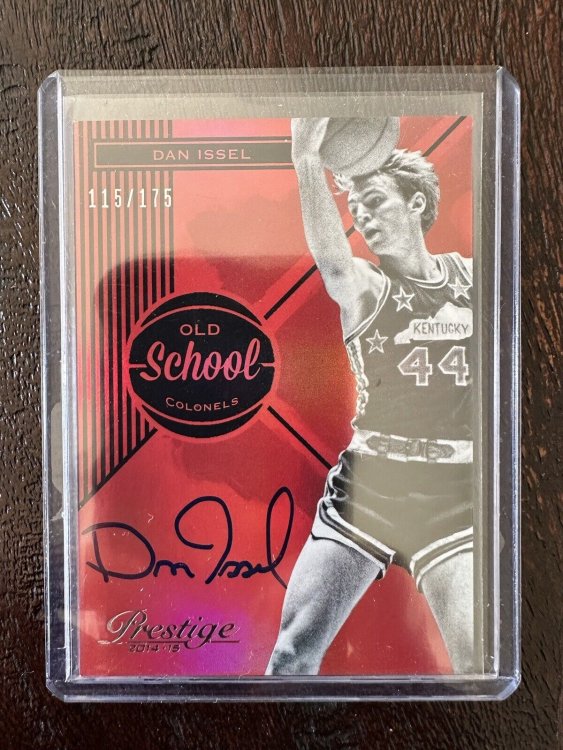 DAN ISSEL
115/175
OLD
School
COLONELS
KENTUCKY
44
Dan Issel
Prestige
2014-15